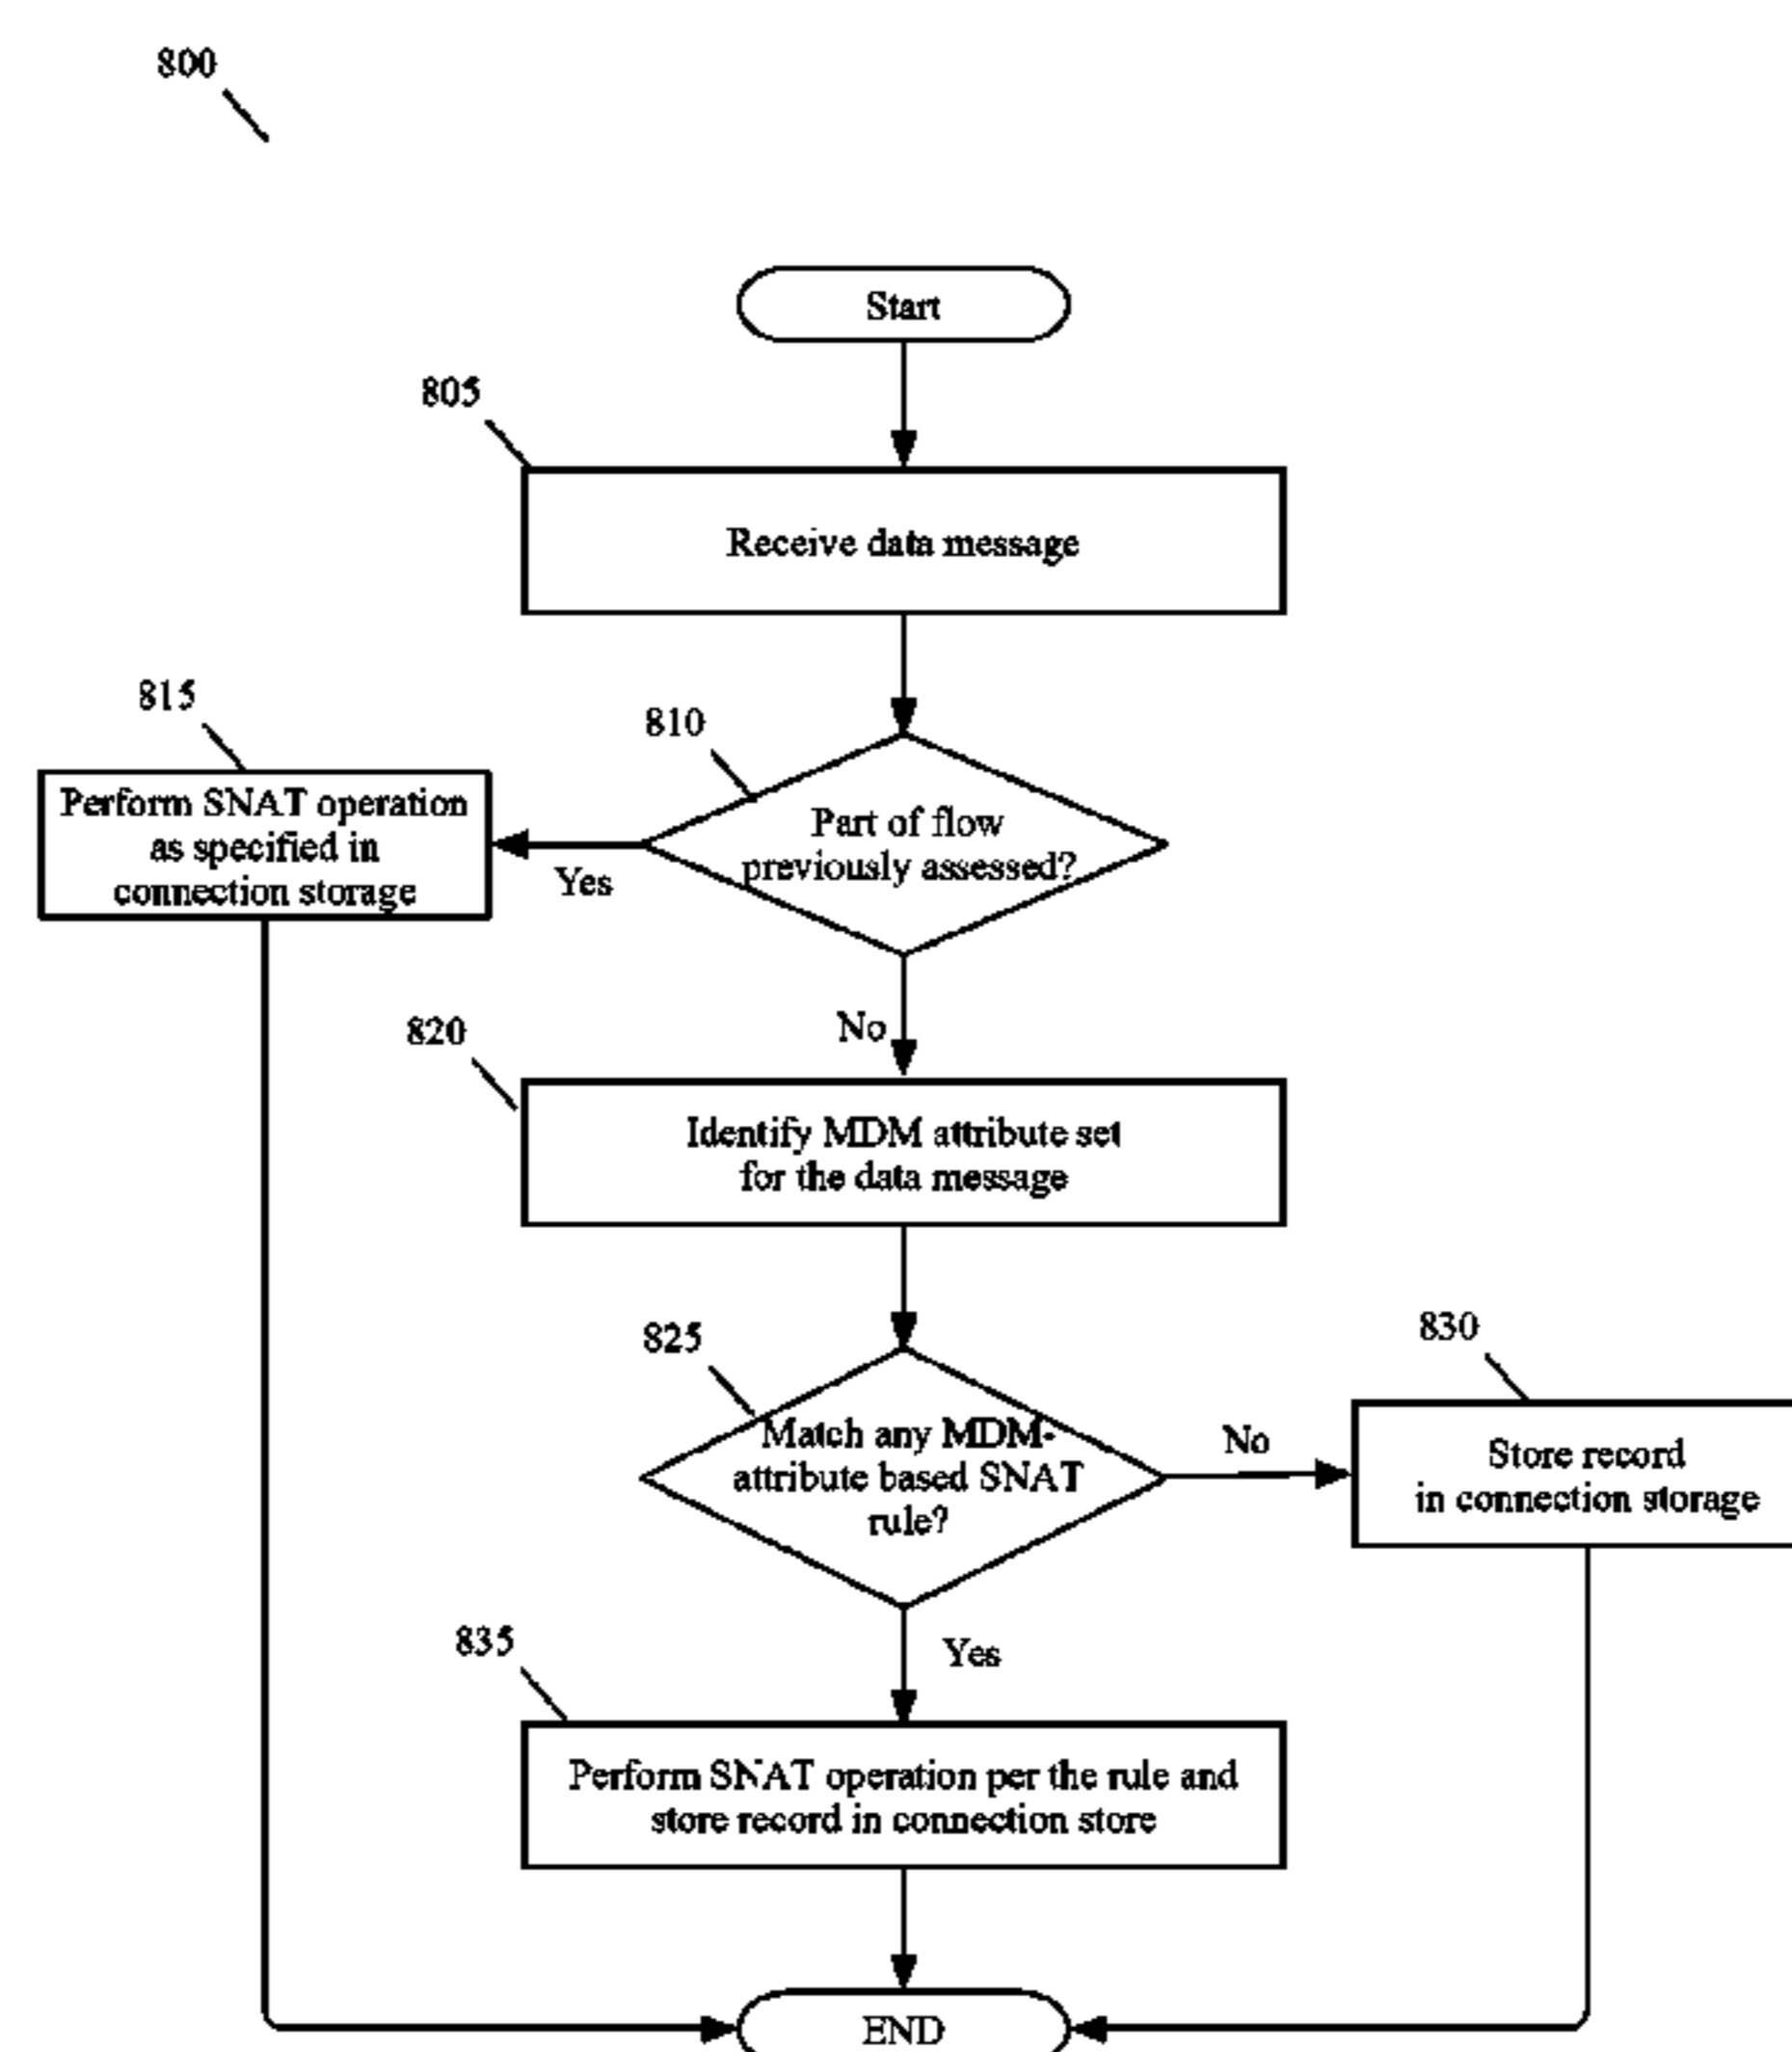 800
Start
805
Receive data message
815
810
Perform SNAT operation
as specified in
connection storage
Part of flow
previously assessed?
Yes
No
820
Identify MDM attribute set
for the data message
825
830
Match any MDM-
attribute based SNAT
rule?
No
Store record
in connection storage
835
Yes
Perform SNAT operation per the rule and
store record in connection store
END